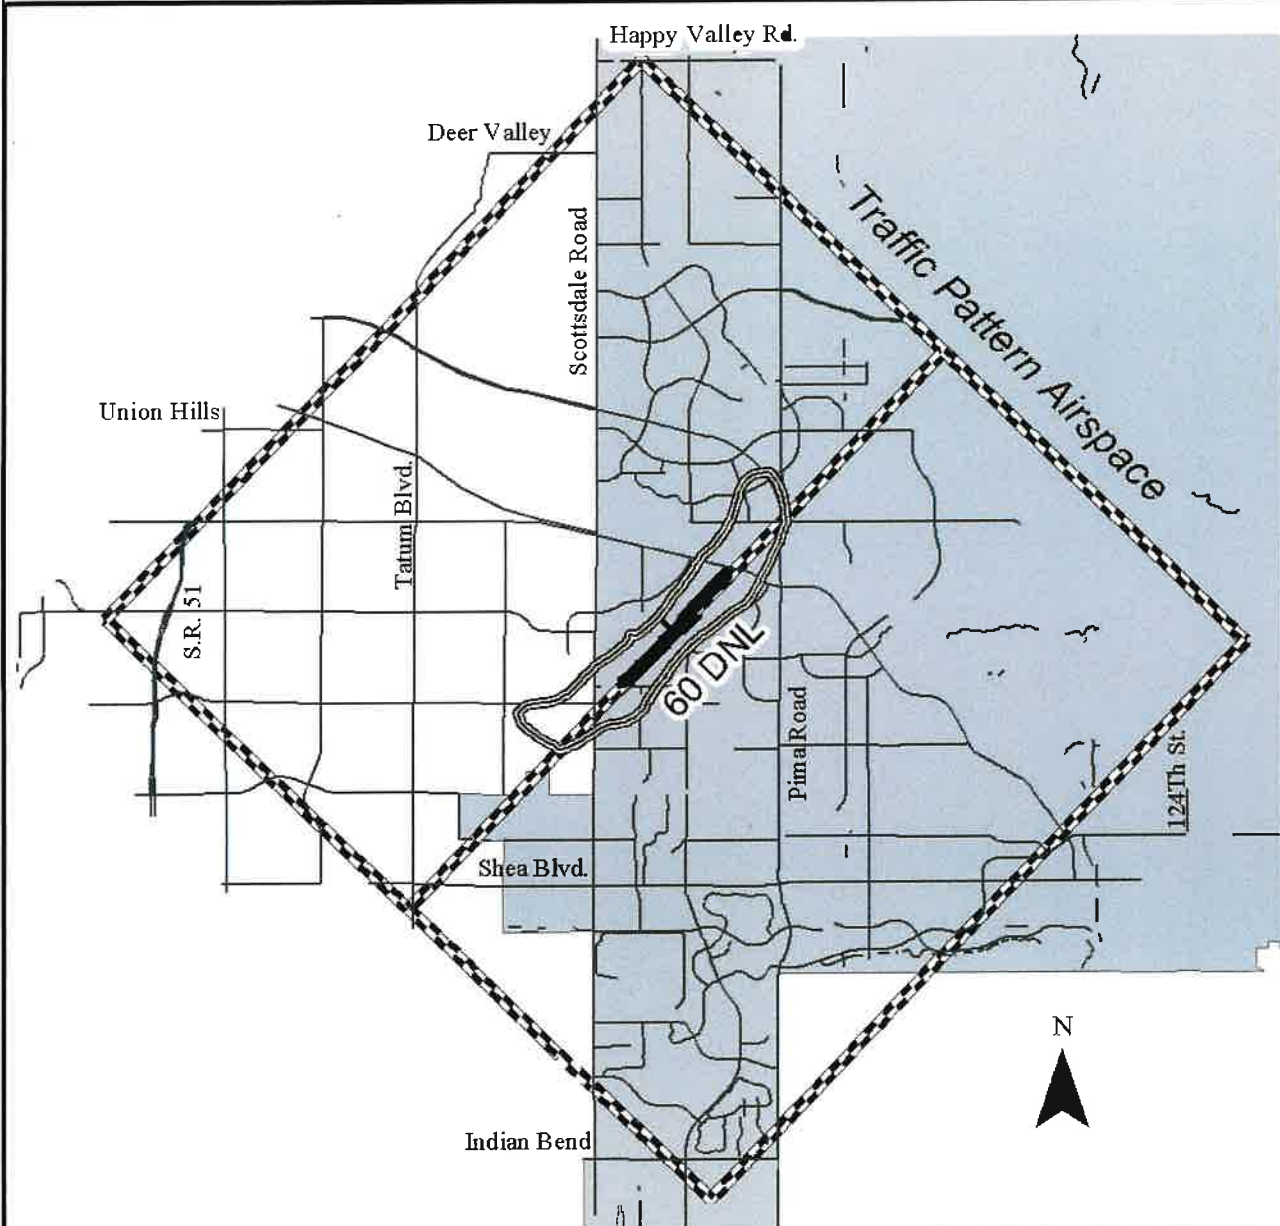 Happy Valley Rd.
Deer Valley
Scottsdale Road
Traffic Pattern Airspace
Union Hills
Tatum Blvd.
S.R. 51
60 DNL
Pima Road
124Th St.
Shea Blvd.
N
Indian Bend